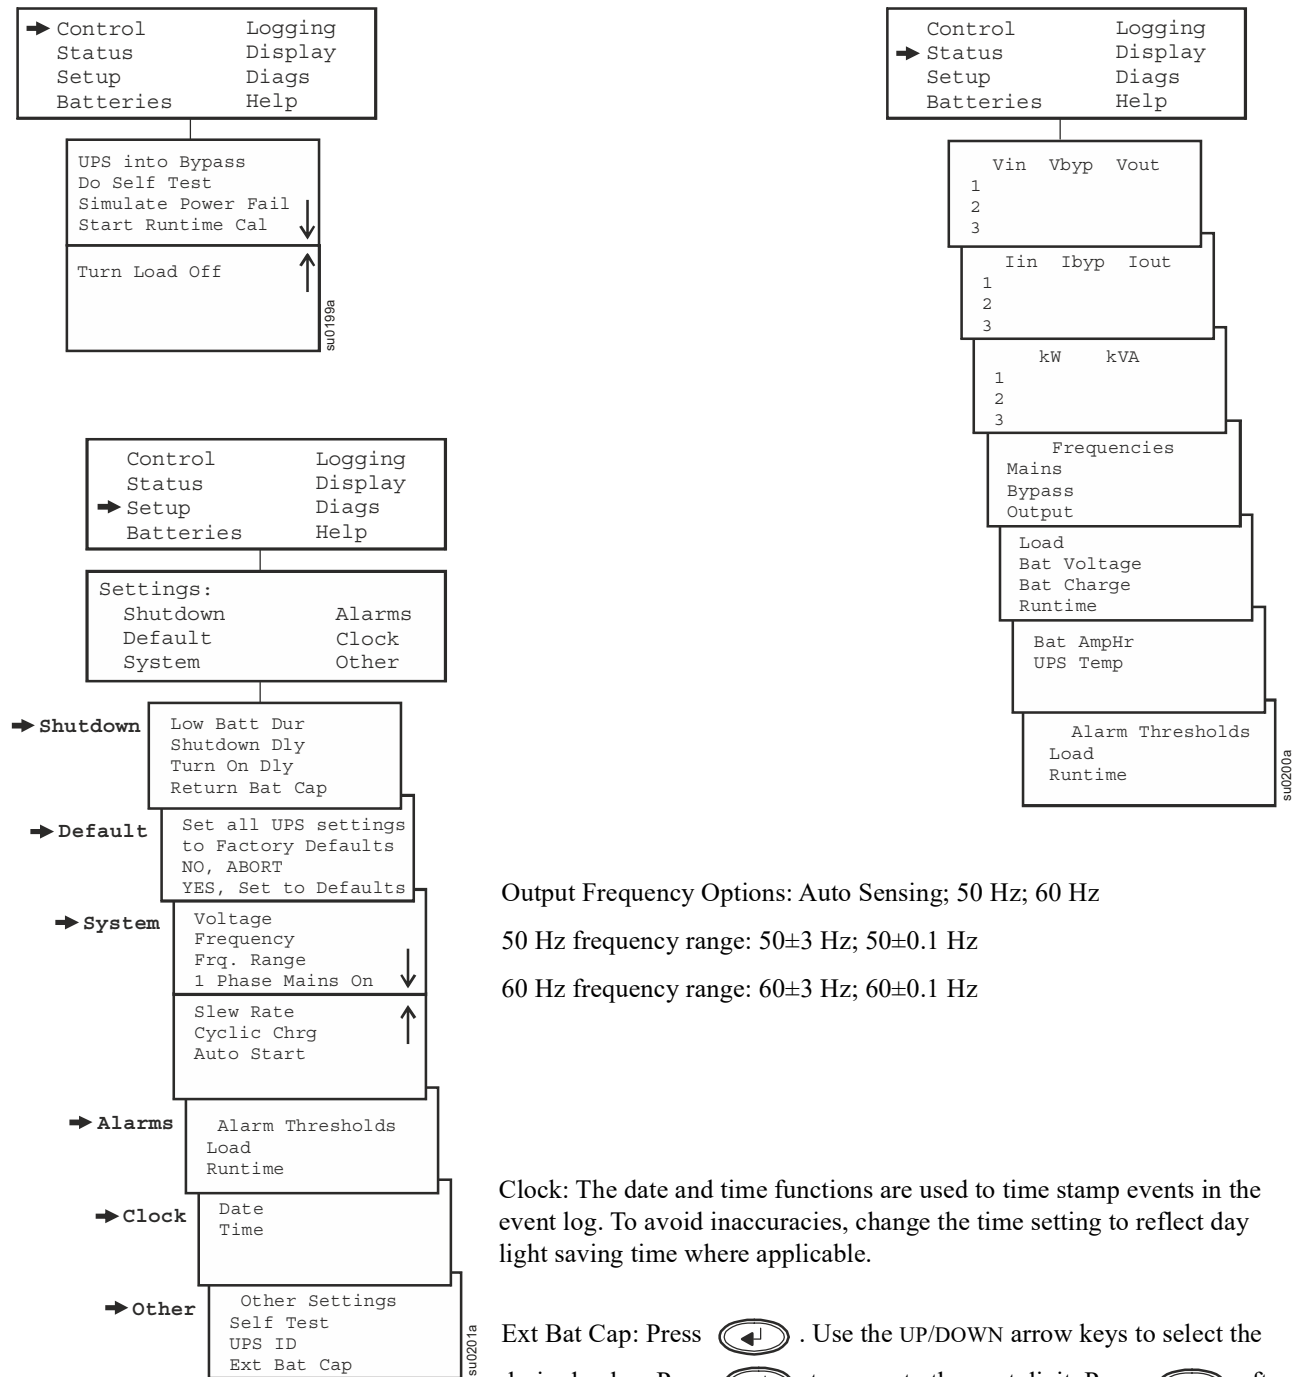 Control Logging
Status Display
Setup Diags
Batteries Help
UPS into Bypass
Do Self Test
Simulate Power Fail
Start Runtime Cal
Turn Load Off
su0199a
Control Logging
Status Display
Setup Diags
Batteries Help
Vin Vbyp Vout
1
2
3
Iin Ibyp Iout
1
2
3
kW kVA
1
2
3
Frequencies
Mains
Bypass
Output
Load
Bat Voltage
Bat Charge
Runtime
Bat AmpHr
UPS Temp
Alarm Thresholds
Load
Runtime
su0200a
Control Logging
Status Display
Setup Diags
Batteries Help
Settings:
Shutdown Alarms
Default Clock
System Other
Shutdown
Low Batt Dur
Shutdown Dly
Turn On Dly
Return Bat Cap
Default
Set all UPS settings
to Factory Defaults
NO, ABORT
YES, Set to Defaults
System
Voltage
Frequency
Frq. Range
1 Phase Mains On
Slew Rate
Cyclic Chrg
Auto Start
Output Frequency Options: Auto Sensing; 50 Hz; 60 Hz
50 Hz frequency range: 50±3 Hz; 50±0.1 Hz
60 Hz frequency range: 60±3 Hz; 60±0.1 Hz
Alarms
Alarm Thresholds
Load
Runtime
Clock
Date
Time
Clock: The date and time functions are used to time stamp events in the
event log. To avoid inaccuracies, change the time setting to reflect day
light saving time where applicable.
Other
Other Settings
Self Test
UPS ID
Ext Bat Cap
su0201a
Ext Bat Cap: Press . Use the UP/DOWN arrow keys to select the